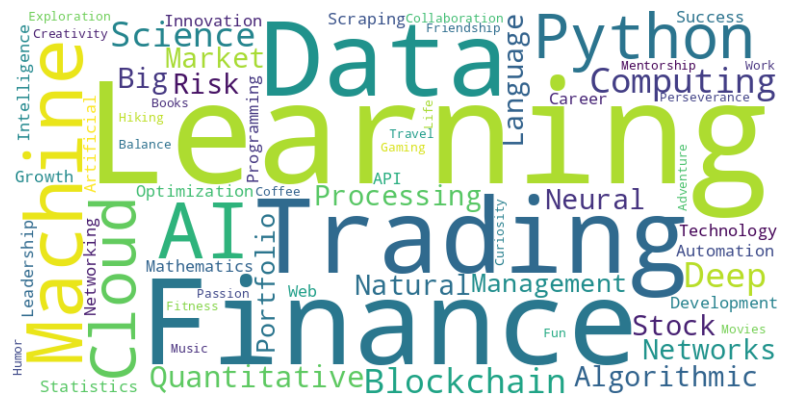 Exploration
Innovation
Scraping
Collaboration
Success
Creativity
Science
Friendship
Python
Intelligence
Market
Data
Language
Mentorship
Work
Machine
Big
Risk
Computing
Books
Career
Perseverance
Artificial
Hiking
Programming
Learning
Life
Travel
Balance
Gaming
Growth
API
Adventure
Optimization
Coffee
Processing
Neural
Cloud
AI
Trading
Curiosity
Technology
Leadership
Networking
Portfolio
Automation
Mathematics
Natural
Management
Deep
Passion
Web
Finance
Development
Fitness
Fun
Stock
Movies
Humor
Music
Networks
Statistics
Quantitative
Blockchain
Algorithmic